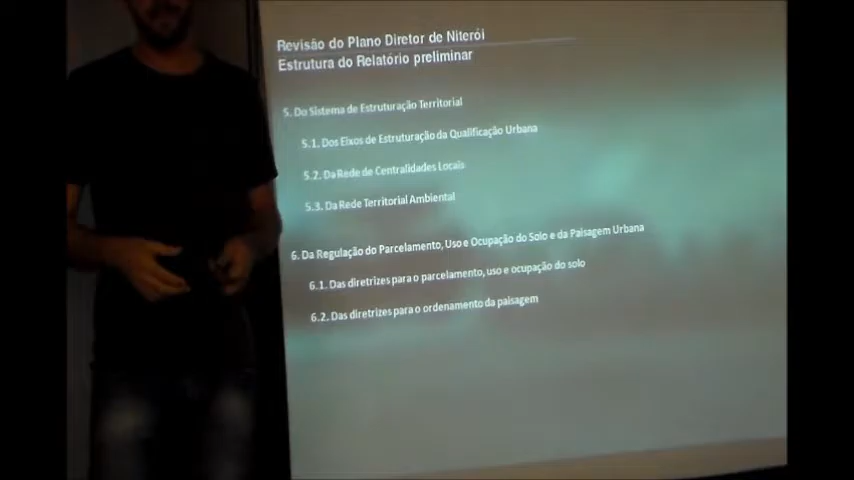 Revisão do Plano Diretor de Niterói
Estrutura do Relatório preliminar
5. Do Sistema de Estruturação Territorial
5.1. Dos Eixos de Estruturação da Qualificação Urbana
5.2. Da Rede de Centralidades Locais
5.3. Da Rede Territorial Ambiental
6. Da Regulação do Parcelamento, Uso e Ocupação do Solo e da Paisagem Urbana
6.1. Das diretrizes para o parcelamento, uso e ocupação do solo
6.2. Das diretrizes para o ordenamento da paisagem